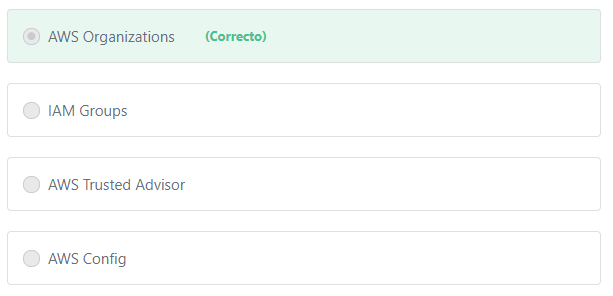 AWS Organizations (Correcto)
IAM Groups
AWS Trusted Advisor
AWS Config